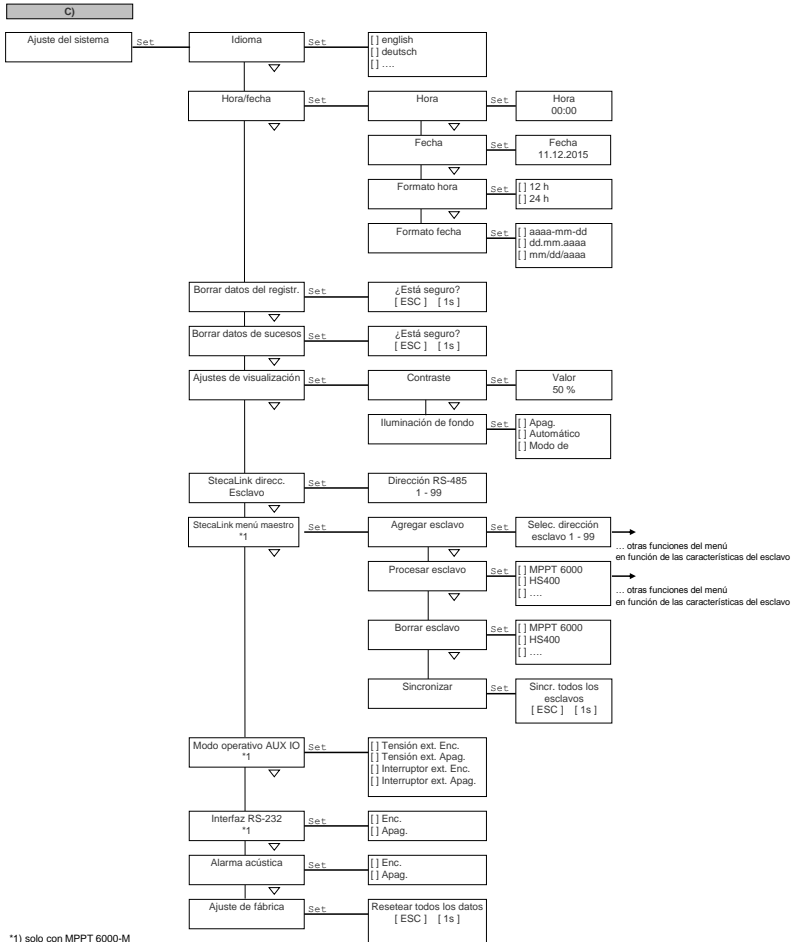 C)
Ajuste del sistema
Set
Idioma
Set
[ ] english
[ ] deutsch
[ ] ....
Hora/fecha
Set
Hora
Set
Hora
00:00
Fecha
Set
Fecha
11.12.2015
Formato hora
Set
[ ] 12 h
[ ] 24 h
Formato fecha
Set
[ ] aaaa-mm-dd
[ ] dd.mm.aaaa
[ ] mm/dd/aaaa
Borrar datos del registr.
Set
¿Está seguro?
[ ESC ] [ 1s ]
Borrar datos de sucesos
Set
¿Está seguro?
[ ESC ] [ 1s ]
Ajustes de visualización
Set
Contraste
Set
Valor
50 %
Iluminación de fondo
Set
[ ] Apag.
[ ] Automático
[ ] Modo de
StecaLink direcc.
Esclavo
Set
Dirección RS-485
1 - 99
StecaLink menú maestro
*1
Set
Agregar esclavo
Set
Selec. dirección
esclavo 1 - 99
... otras funciones del menú
en función de las características del esclavo
Procesar esclavo
Set
[ ] MPPT 6000
[ ] HS400
[ ] ....
... otras funciones del menú
en función de las características del esclavo
Borrar esclavo
Set
[ ] MPPT 6000
[ ] HS400
[ ] ....
Sincronizar
Set
Sincr. todos los
esclavos
[ ESC ] [ 1s ]
Modo operativo AUX IO
*1
Set
[ ] Tensión ext. Enc.
[ ] Tensión ext. Apag.
[ ] Interruptor ext. Enc.
[ ] Interruptor ext. Apag.
Interfaz RS-232
*1
Set
[ ] Enc.
[ ] Apag.
Alarma acústica
Set
[ ] Enc.
[ ] Apag.
Ajuste de fábrica
Set
Resetear todos los datos
[ ESC ] [ 1s ]
*1) solo con MPPT 6000-M